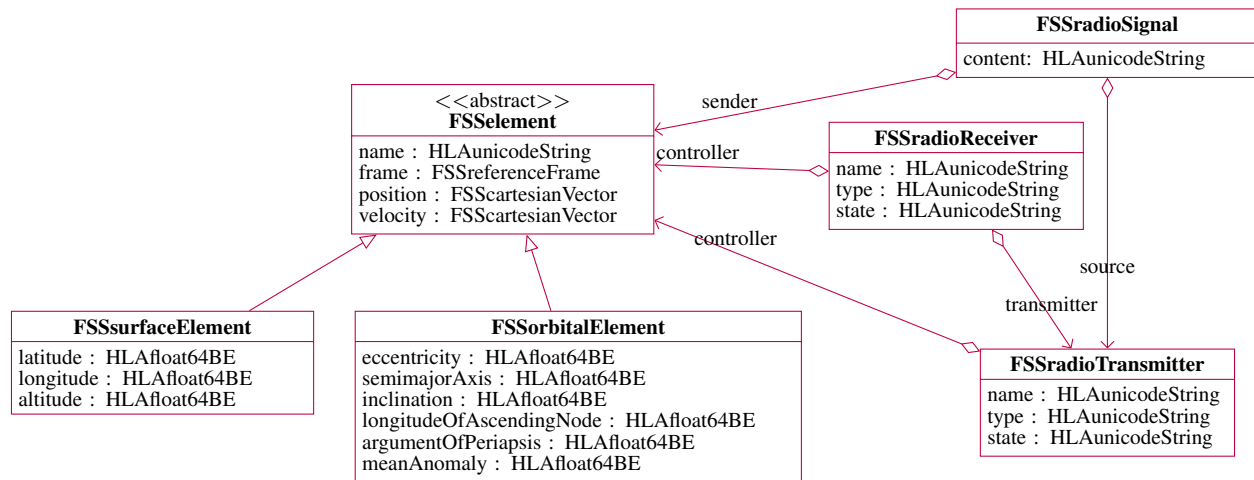 FSSradioSignal
content: HLAunicodeString
sender
<<abstract>>
FSSelement
name : HLAunicodeString
frame : FSSreferenceFrame
position : FSScartesianVector
velocity : FSScartesianVector
controller
FSSradioReceiver
name : HLAunicodeString
type : HLAunicodeString
state : HLAunicodeString
controller
source
transmitter
FSSsurfaceElement
latitude : HLAfloat64BE
longitude : HLAfloat64BE
altitude : HLAfloat64BE
FSSorbitalElement
eccentricity : HLAfloat64BE
semimajorAxis : HLAfloat64BE
inclination : HLAfloat64BE
longitudeOfAscendingNode : HLAfloat64BE
argumentOfPeriapsis : HLAfloat64BE
meanAnomaly : HLAfloat64BE
FSSradioTransmitter
name : HLAunicodeString
type : HLAunicodeString
state : HLAunicodeString